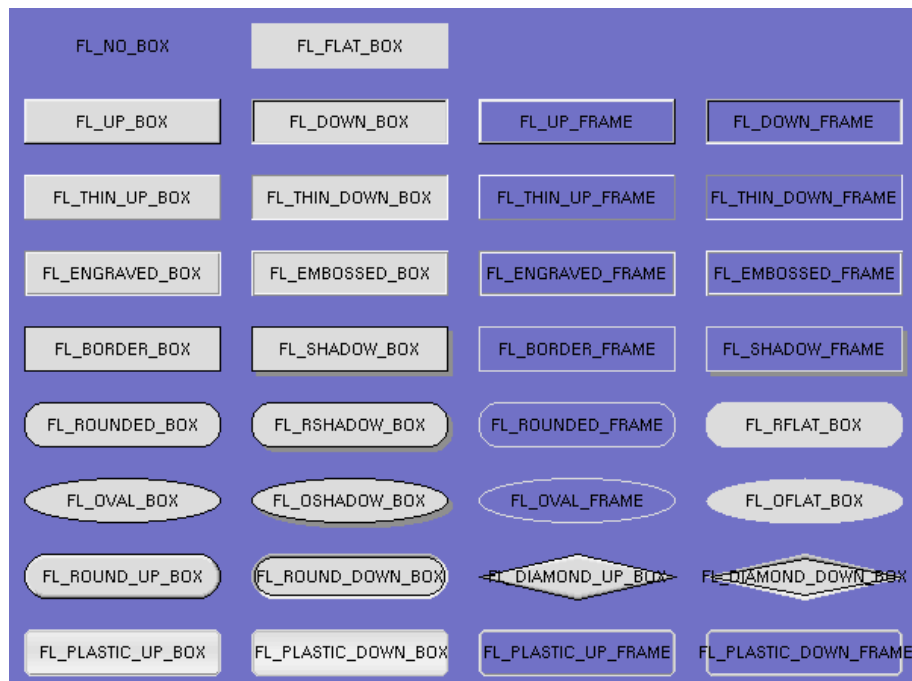 FL_NO_BOX FL_FLAT_BOX
FL_UP_BOX FL_DOWN_BOX FL_UP_FRAME FL_DOWN_FRAME
FL_THIN_UP_BOX FL_THIN_DOWN_BOX FL_THIN_UP_FRAME FL_THIN_DOWN_FRAME
FL_ENGRAVED_BOX FL_EMBOSSED_BOX FL_ENGRAVED_FRAME FL_EMBOSSED_FRAME
FL_BORDER_BOX FL_SHADOW_BOX FL_BORDER_FRAME FL_SHADOW_FRAME
FL_ROUNDED_BOX FL_RSHADOW_BOX FL_ROUNDED_FRAME FL_RFLAT_BOX
FL_OVAL_BOX FL_OSHADOW_BOX FL_OVAL_FRAME FL_OFLAT_BOX
FL_ROUND_UP_BOX FL_ROUND_DOWN_BOX FL_DIAMOND_UP_BOX FL_DIAMOND_DOWN_BOX
FL_PLASTIC_UP_BOX FL_PLASTIC_DOWN_BOX FL_PLASTIC_UP_FRAME FL_PLASTIC_DOWN_FRAME